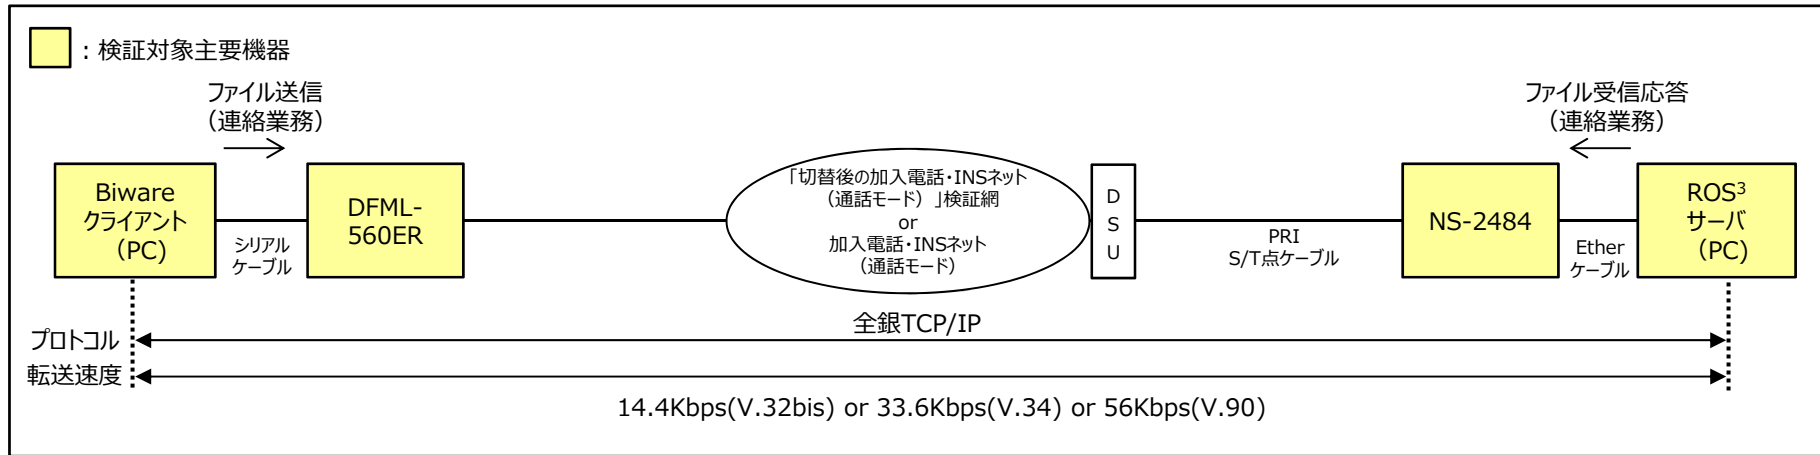 ：検証対象主要機器
ファイル送信
（連絡業務）
ファイル受信応答
（連絡業務）
Biware
クライアント
（PC）
シリアル
ケーブル
DFML-
560ER
「切替後の加入電話・INSネット
（通話モード）」検証網
or
加入電話・INSネット
（通話モード）
D
S
U
PRI
S/T点ケーブル
NS-2484
Ether
ケーブル
ROS³
サーバ
（PC）
プロトコル
全銀TCP/IP
転送速度
14.4Kbps(V.32bis) or 33.6Kbps(V.34) or 56Kbps(V.90)